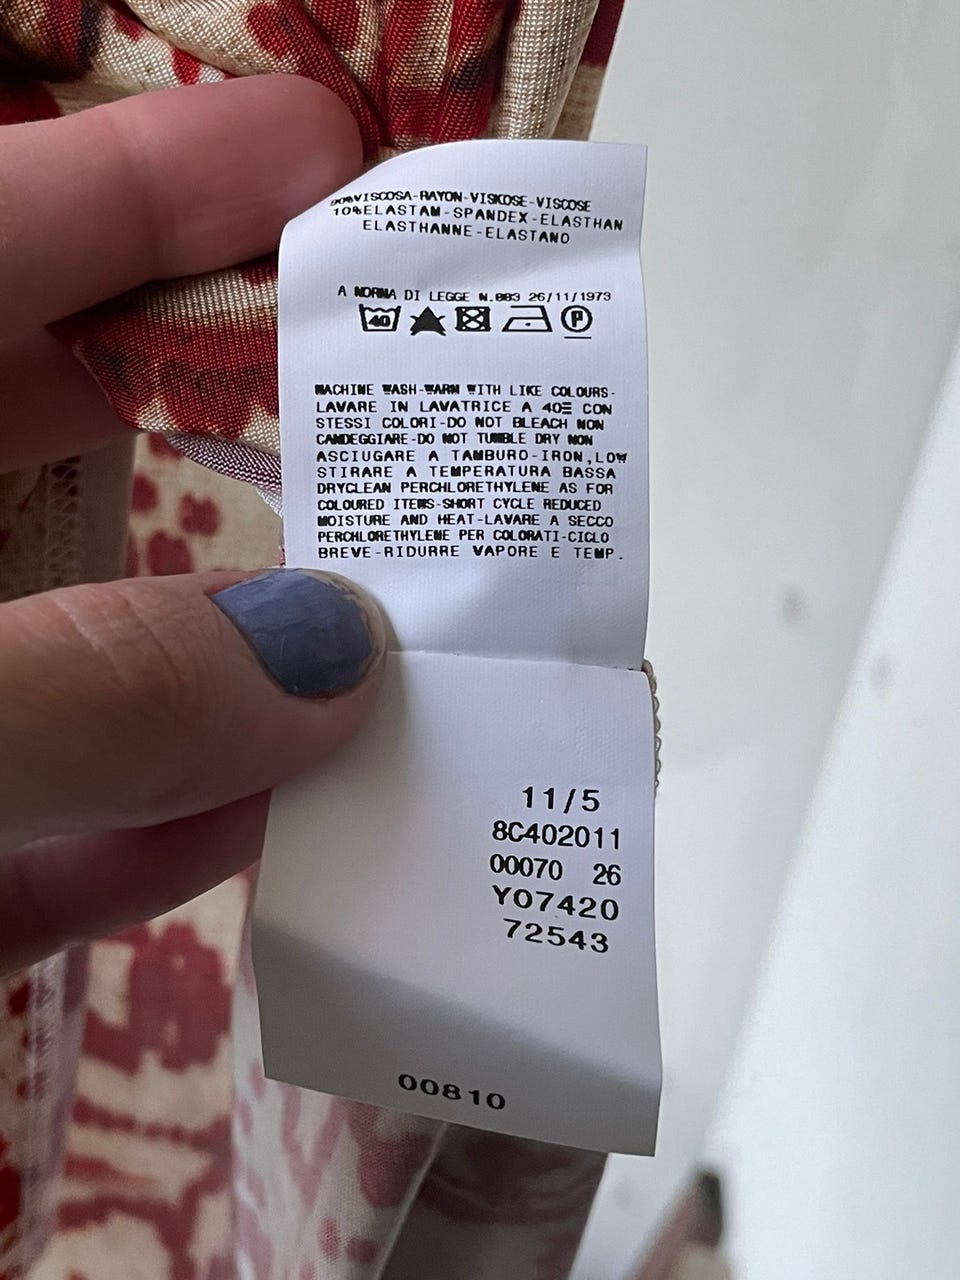 90%VISCOSA-RAYON-VISKOSE-VISCOSE
10%ELASTAM-SPANDEX-ELASTHAN
ELASTHANNE-ELASTANO
A NORMA DI LEGGE N.883 26/11/1973
40 P
MACHINE WASH-WARM WITH LIKE COLOURS-
LAVARE IN LAVATRICE A 40Ξ CON
STESSI COLORI-DO NOT BLEACH NON
CANDEGGIARE-DO NOT TUMBLE DRY NON
ASCIUGARE A TAMBURO-IRON,LOW
STIRARE A TEMPERATURA BASSA
DRYCLEAN PERCHLORETHYLENE AS FOR
COLOURED ITEMS-SHORT CYCLE REDUCED
MOISTURE AND HEAT-LAVARE A SECCO
PERCHLORETHYLENE PER COLORATI-CICLO
BREVE-RIDURRE VAPORE E TEMP.
11/5
8C402011
00070 26
Y07420
72543
00810